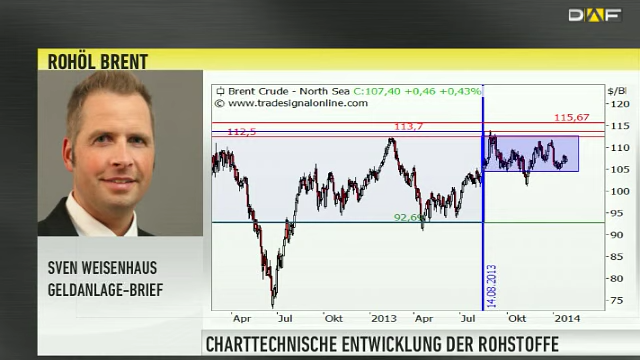 DAF
ROHÖL BRENT
Brent Crude - North Sea C:107,40 +0,46 +0,43%
© www.tradesignalonline.com
$/Bl
115,67
113,7
112,5
92,69
14.08.2013
120
115
110
105
100
95
90
85
80
75
Apr Jul Okt 2013 Apr Jul Okt 2014
SVEN WEISENHAUS
GELDANLAGE-BRIEF
CHARTTECHNISCHE ENTWICKLUNG DER ROHSTOFFE